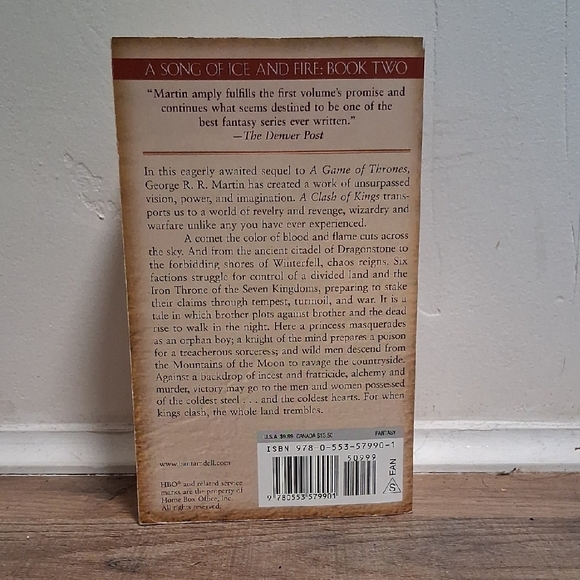 A SONG OF ICE AND FIRE: BOOK TWO
"Martin amply fulfills the first volume's promise and
continues what seems destined to be one of the
best fantasy series ever written."
—The Denver Post
In this eagerly awaited sequel to A Game of Thrones,
George R. R. Martin has created a work of unsurpassed
vision, power, and imagination. A Clash of Kings trans-
ports us to a world of revelry and revenge, wizardry and
warfare unlike any you have ever experienced.
A comet the color of blood and flame cuts across
the sky. And from the ancient citadel of Dragonstone to
the forbidding shores of Winterfell, chaos reigns. Six
factions struggle for control of a divided land and the
Iron Throne of the Seven Kingdoms, preparing to stake
their claims through tempest, turmoil, and war. It is a
tale in which brother plots against brother and the dead
rise to walk in the night. Here a princess masquerades
as an orphan boy; a knight of the mind prepares a poison
for a treacherous sorceress; and wild men descend from
the Mountains of the Moon to ravage the countryside.
Against a backdrop of incest and fratricide, alchemy and
murder, victory may go to the men and women possessed
of the coldest steel . . . and the coldest hearts. For when
kings clash, the whole land trembles.
U.S.A. $9.99 CANADA $10.50 FANTASY
ISBN 978-0-553-57990-1
50999
www.bantamdell.com
HBO® and related service
marks are the property of
Home Box Office, Inc.
All rights reserved.
9 780553 579901
S EAN